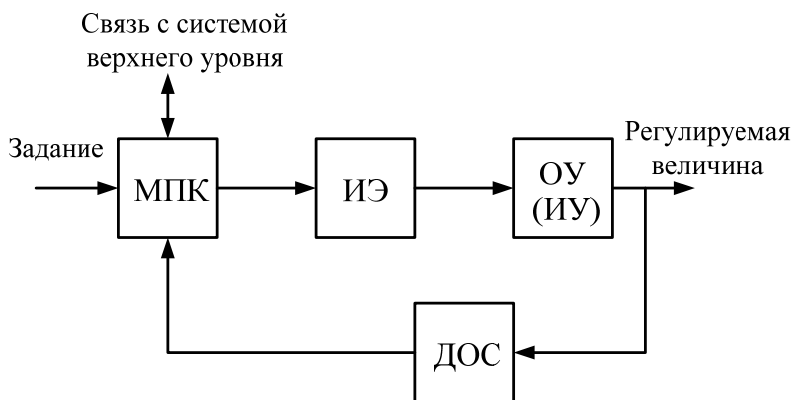 Связь с системой
верхнего уровня
Задание
МПК
ИЭ
ОУ
(ИУ)
Регулируемая
величина
ДОС